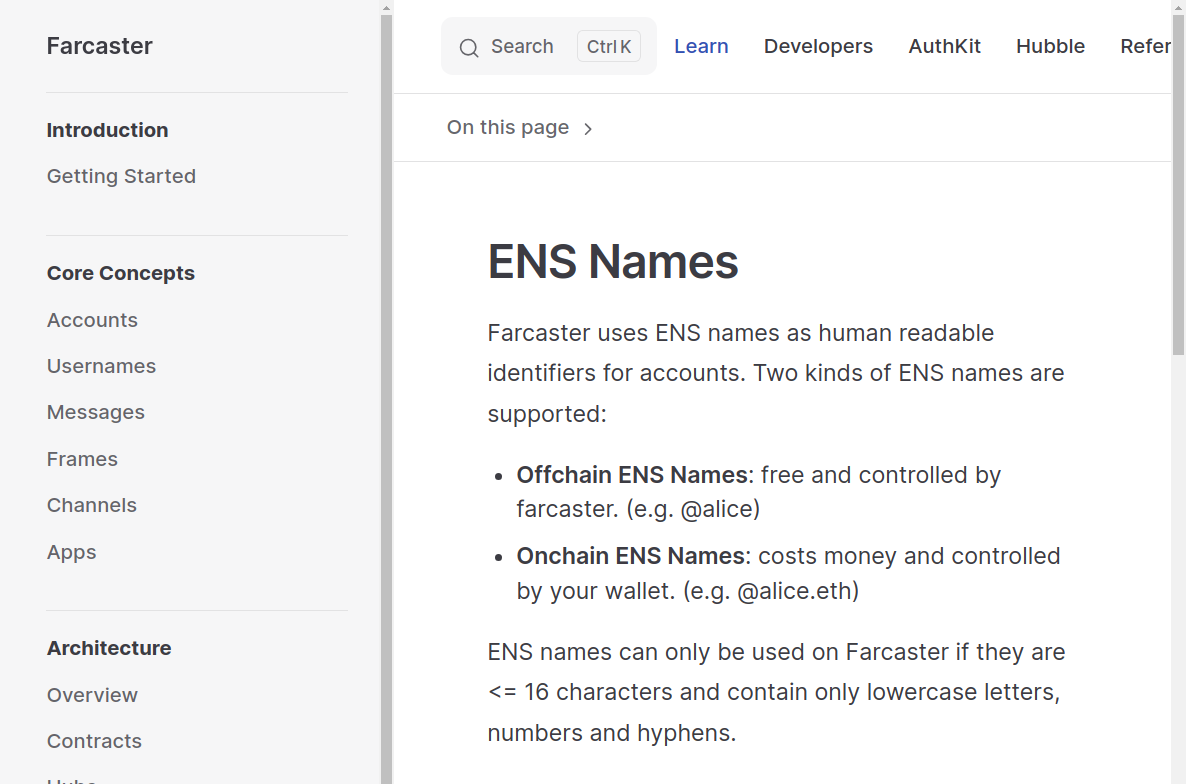 Farcaster
Introduction
Getting Started
Core Concepts
Accounts
Usernames
Messages
Frames
Channels
Apps
Architecture
Overview
Contracts
Hubs
Search Ctrl K Learn Developers AuthKit Hubble Refer
On this page
ENS Names
Farcaster uses ENS names as human readable
identifiers for accounts. Two kinds of ENS names are
supported:
• Offchain ENS Names: free and controlled by
farcaster. (e.g. @alice)
• Onchain ENS Names: costs money and controlled
by your wallet. (e.g. @alice.eth)
ENS names can only be used on Farcaster if they are
<= 16 characters and contain only lowercase letters,
numbers and hyphens.